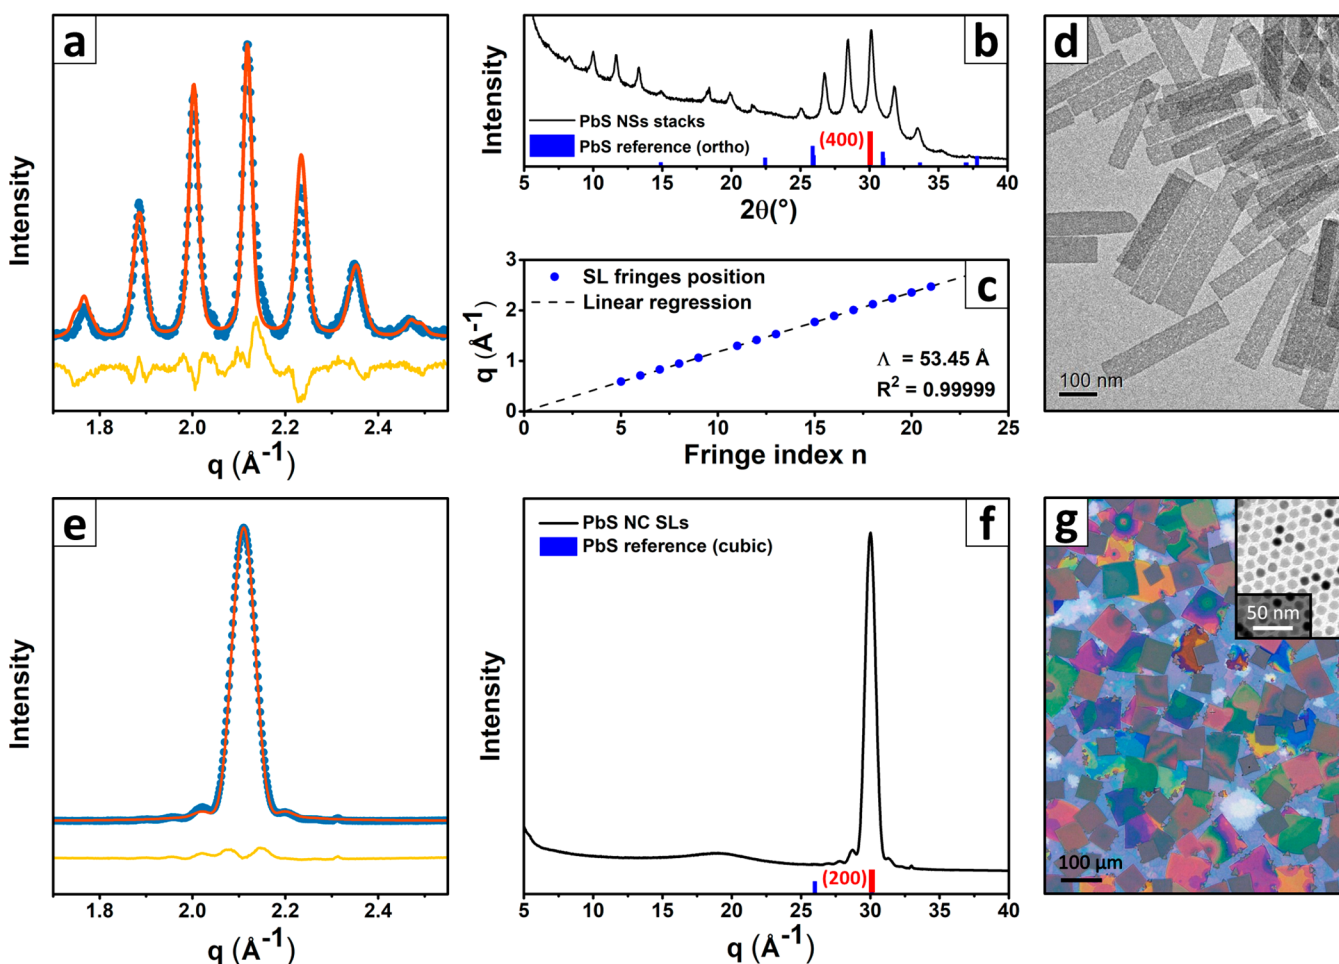 a
Intensity
1.8 2.0 2.2 2.4
q (Å⁻¹)
b
Intensity
PbS NSs stacks
PbS reference (ortho)
(400)
5 10 15 20 25 30 35 40
2θ(°)
c
q (Å⁻¹)
3
2
1
0
SL fringes position
Linear regression
Λ = 53.45 Å
R² = 0.99999
0 5 10 15 20 25
Fringe index n
d
100 nm
e
Intensity
1.8 2.0 2.2 2.4
q (Å⁻¹)
f
Intensity
PbS NC SLs
PbS reference (cubic)
(200)
5 10 15 20 25 30 35 40
q (Å⁻¹)
g
50 nm
100 µm